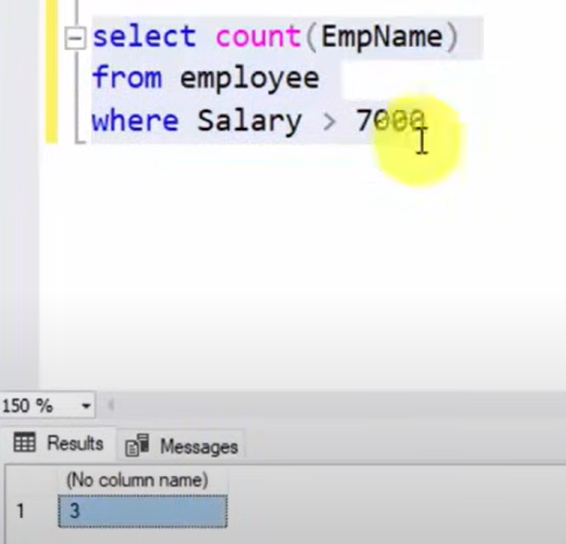 select count(EmpName)
from employee
where Salary > 7000
150 %
Results Messages
(No column name)
1 3